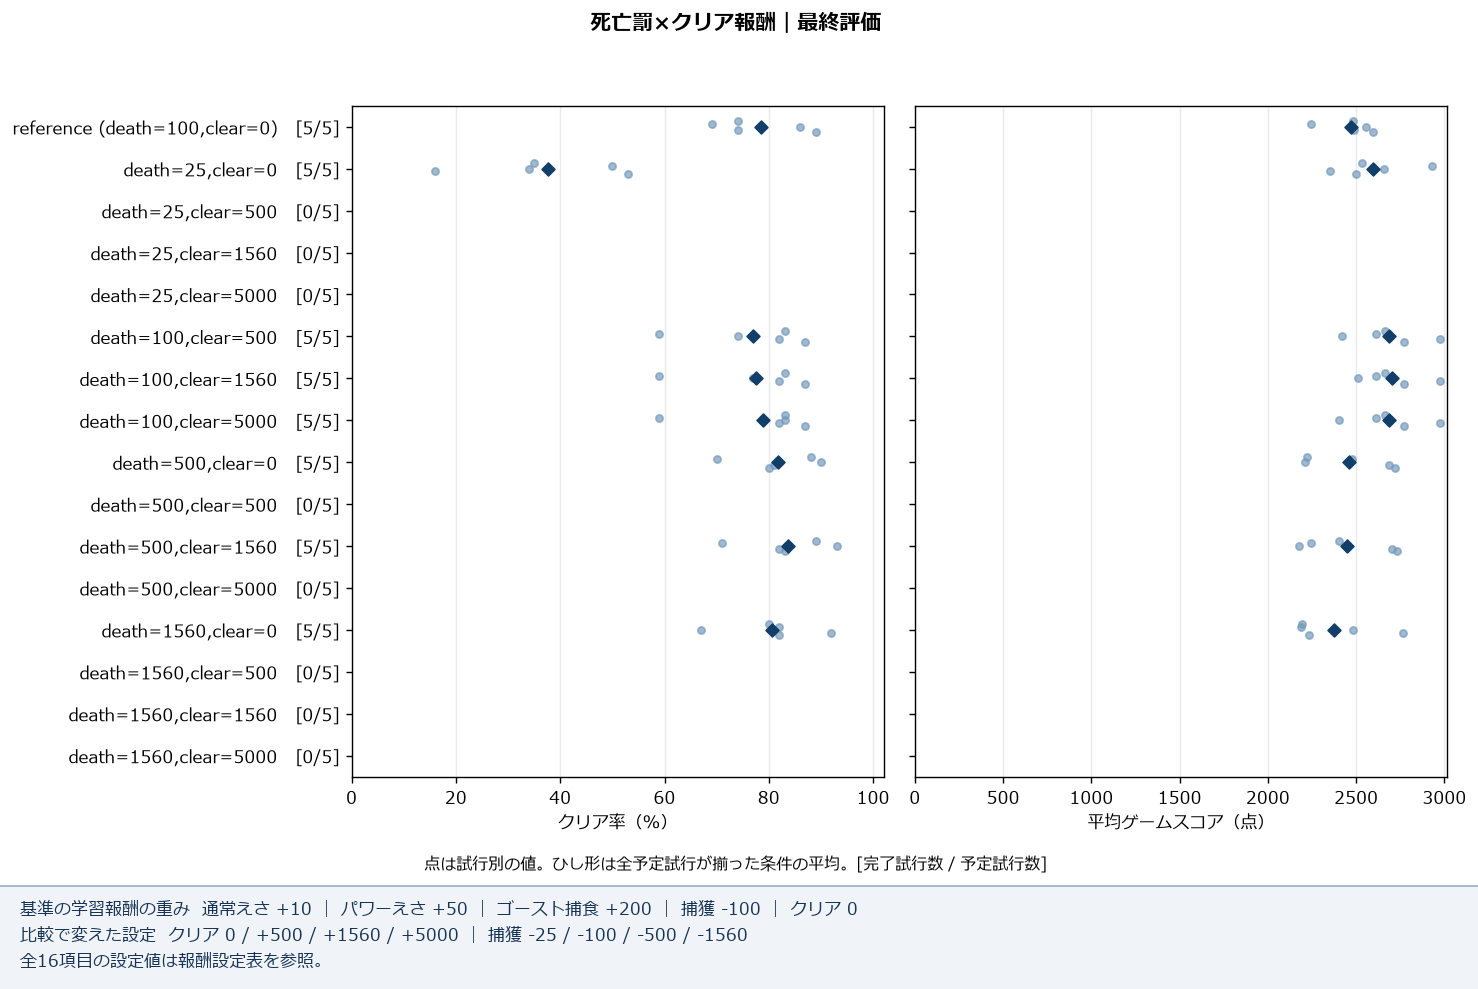 死亡罰×クリア報酬｜最終評価
reference (death=100,clear=0) [5/5]
death=25,clear=0 [5/5]
death=25,clear=500 [0/5]
death=25,clear=1560 [0/5]
death=25,clear=5000 [0/5]
death=100,clear=500 [5/5]
death=100,clear=1560 [5/5]
death=100,clear=5000 [5/5]
death=500,clear=0 [5/5]
death=500,clear=500 [0/5]
death=500,clear=1560 [5/5]
death=500,clear=5000 [0/5]
death=1560,clear=0 [5/5]
death=1560,clear=500 [0/5]
death=1560,clear=1560 [0/5]
death=1560,clear=5000 [0/5]
0 20 40 60 80 100
クリア率（%）
0 500 1000 1500 2000 2500 3000
平均ゲームスコア（点）
点は試行別の値。ひし形は全予定試行が揃った条件の平均。[完了試行数 / 予定試行数]
基準の学習報酬の重み 通常えさ +10 ｜ パワーえさ +50 ｜ ゴースト捕食 +200 ｜ 捕獲 -100 ｜ クリア 0
比較で変えた設定 クリア 0 / +500 / +1560 / +5000 ｜ 捕獲 -25 / -100 / -500 / -1560
全16項目の設定値は報酬設定表を参照。